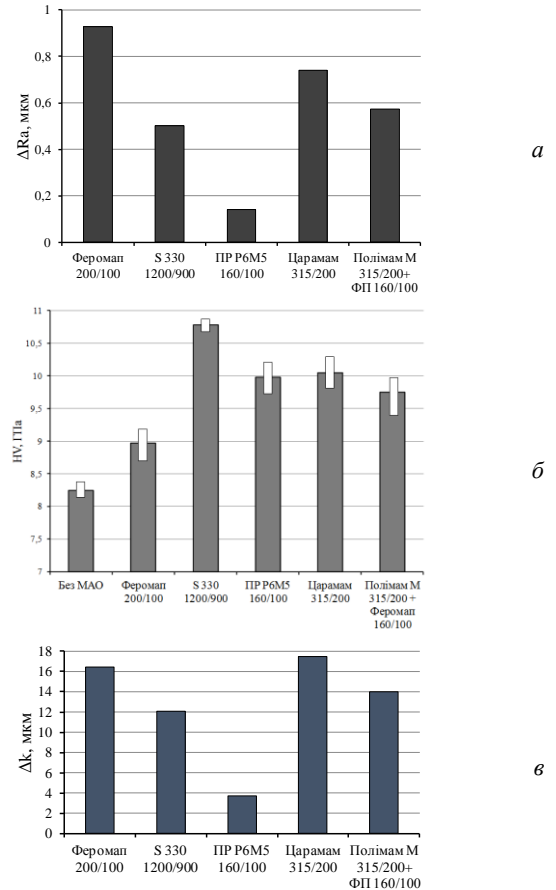 1
0,8
0,6
0,4
0,2
0
ΔRa, мкм
Феромап S 330 ПР Р6М5 Царамам Полімам М
200/100 1200/900 160/100 315/200 315/200+
ФП 160/100
а
11
10,5
10
9,5
9
8,5
8
7,5
7
HV, ГПа
Без МАО Феромап S 330 ПР Р6М5 Царамам Полімам М
200/100 1200/900 160/100 315/200 315/200 +
Феромап
160/100
б
18
16
14
12
10
8
6
4
2
0
Δk, мкм
Феромап S 330 ПР Р6М5 Царамам Полімам М
200/100 1200/900 160/100 315/200 315/200+
ФП 160/100
в